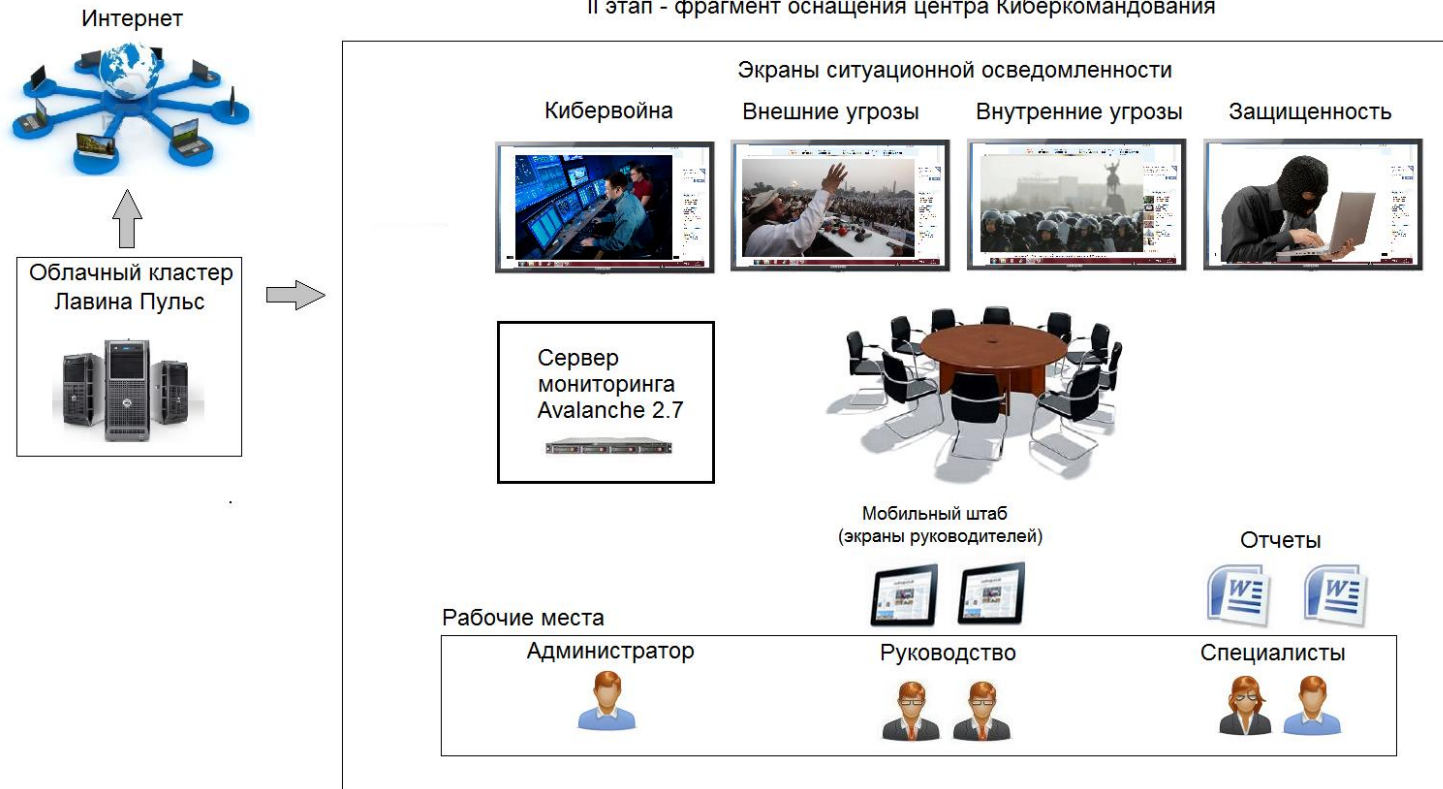 II этап - фрагмент оснащения центра Киберкомандования
Интернет
Облачный кластер
Лавина Пульс
Экраны ситуационной осведомленности
Кибервойна
Внешние угрозы
Внутренние угрозы
Защищенность
Сервер
мониторинга
Avalanche 2.7
Мобильный штаб
(экраны руководителей)
Отчеты
Рабочие места
Администратор
Руководство
Специалисты